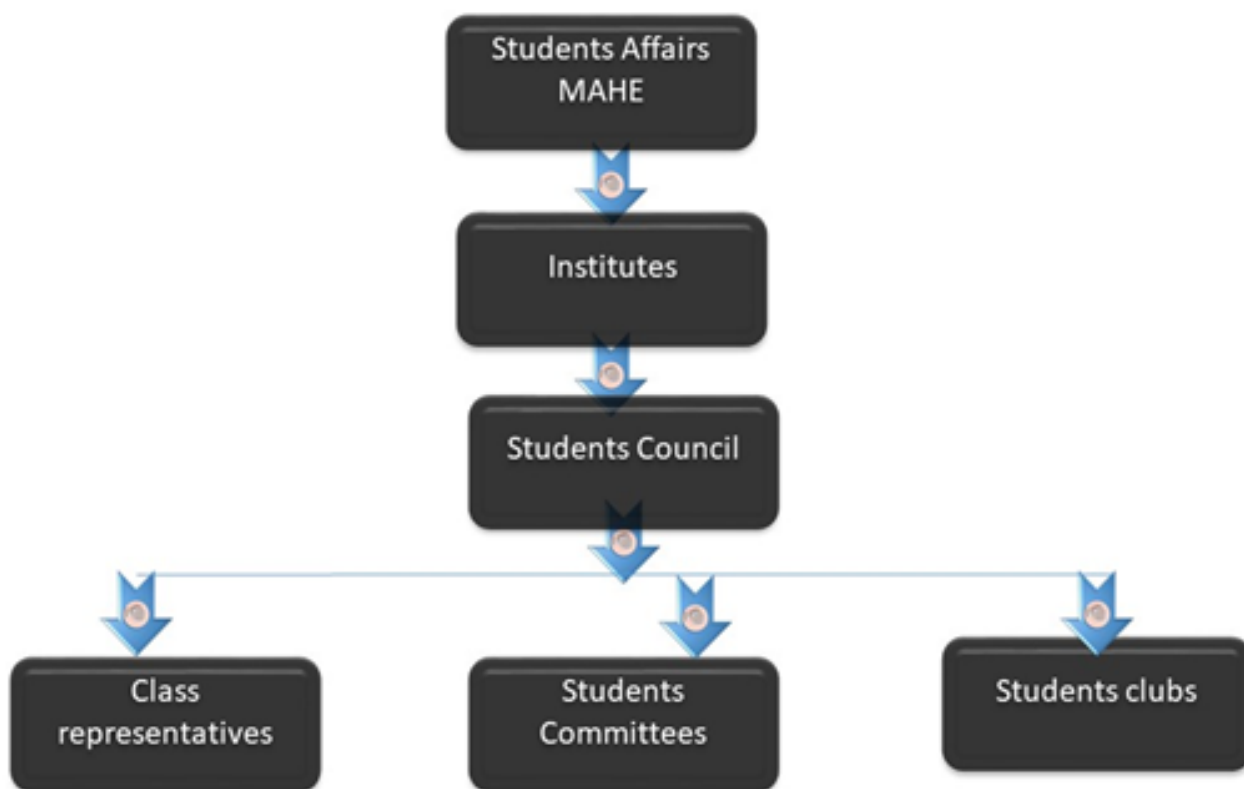 Students Affairs
MAHE
Institutes
Students Council
Class
representatives
Students
Committees
Students clubs